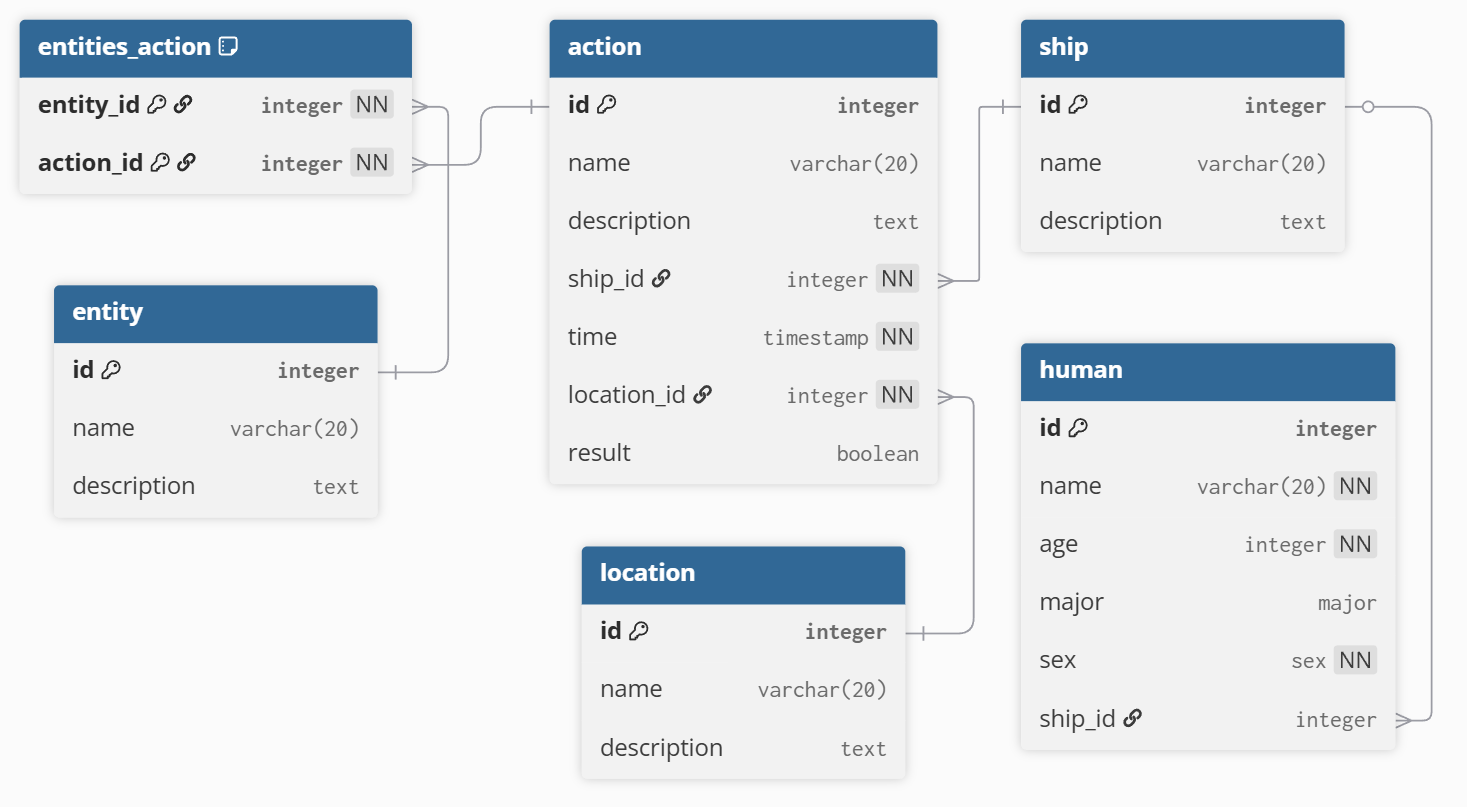 entities_action
entity_id integer NN
action_id integer NN
entity
id integer
name varchar(20)
description text
action
id integer
name varchar(20)
description text
ship_id integer NN
time timestamp NN
location_id integer NN
result boolean
location
id integer
name varchar(20)
description text
ship
id integer
name varchar(20)
description text
human
id integer
name varchar(20) NN
age integer NN
major major
sex sex NN
ship_id integer